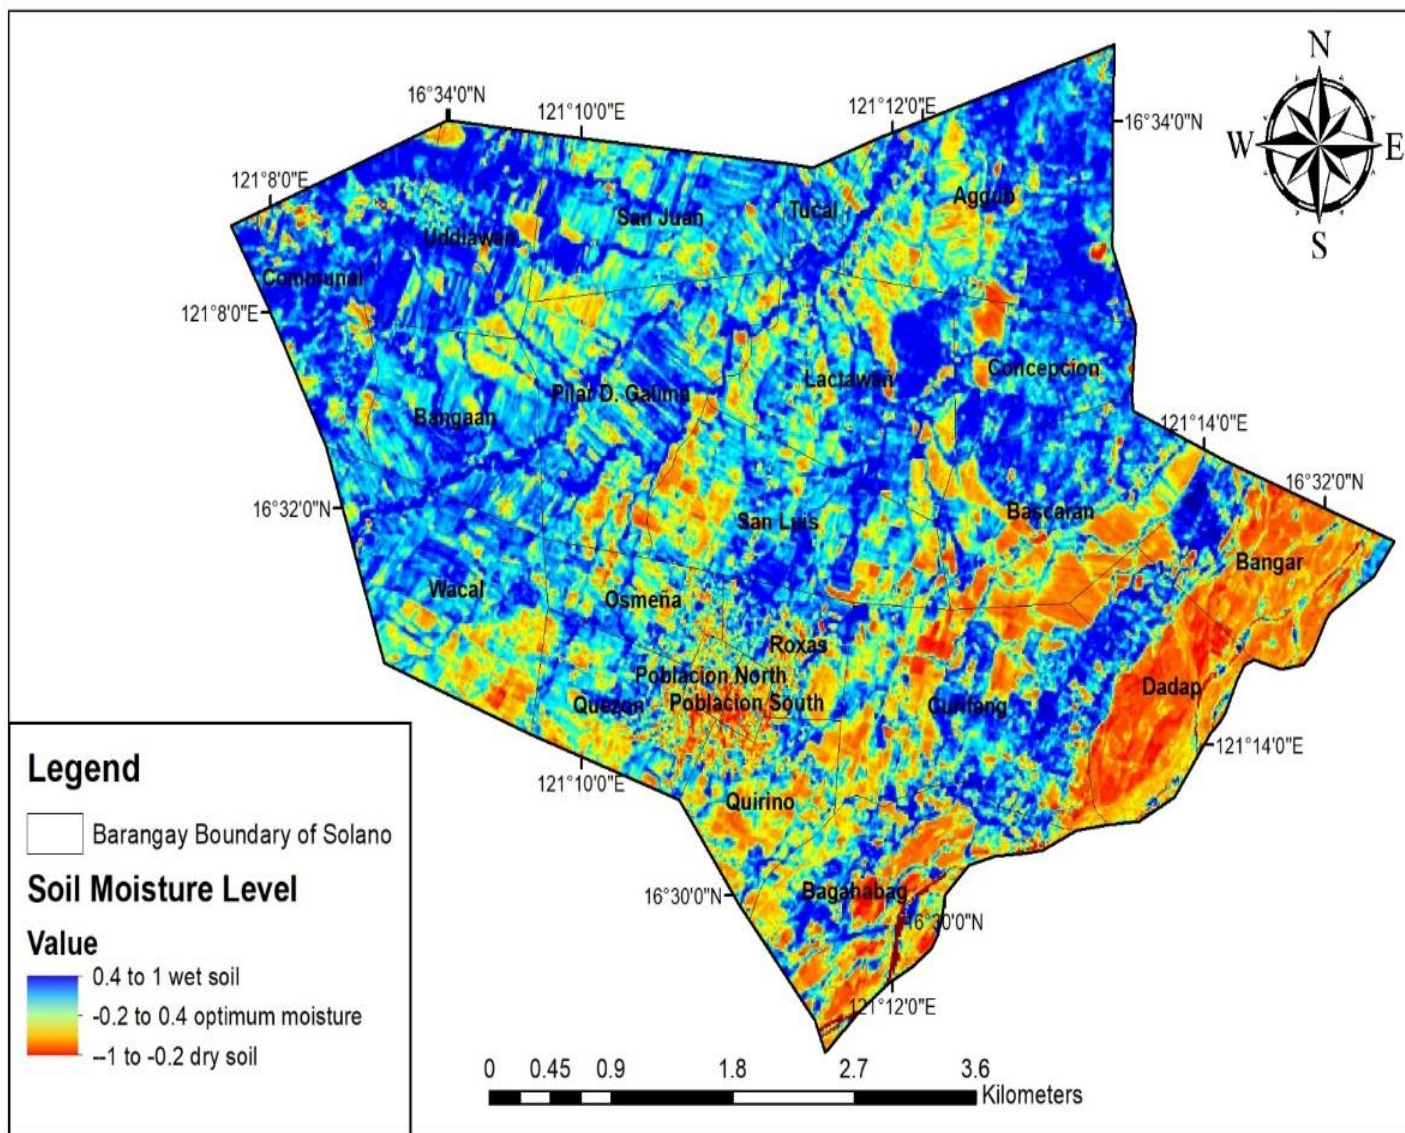 N
W
E
S
16°34'0"N
121°10'0"E
121°12'0"E
16°34'0"N
121°8'0"E
Aggub
Tucal
San Juan
Uddiawan
Communal
121°8'0"E
Concepcion
Lactawan
Pilar D. Galima
Bangaan
121°14'0"E
16°32'0"N
16°32'0"N
Bascaran
San Luis
Bangar
Wacal
Osmeña
Roxas
Poblacion North
Dadap
Poblacion South
Quezon
Curifang
121°14'0"E
121°10'0"E
Quirino
16°30'0"N
Bagahabag
16°30'0"N
121°12'0"E
Legend
Barangay Boundary of Solano
Soil Moisture Level
Value
0.4 to 1 wet soil
-0.2 to 0.4 optimum moisture
--1 to -0.2 dry soil
0 0.45 0.9 1.8 2.7 3.6
Kilometers